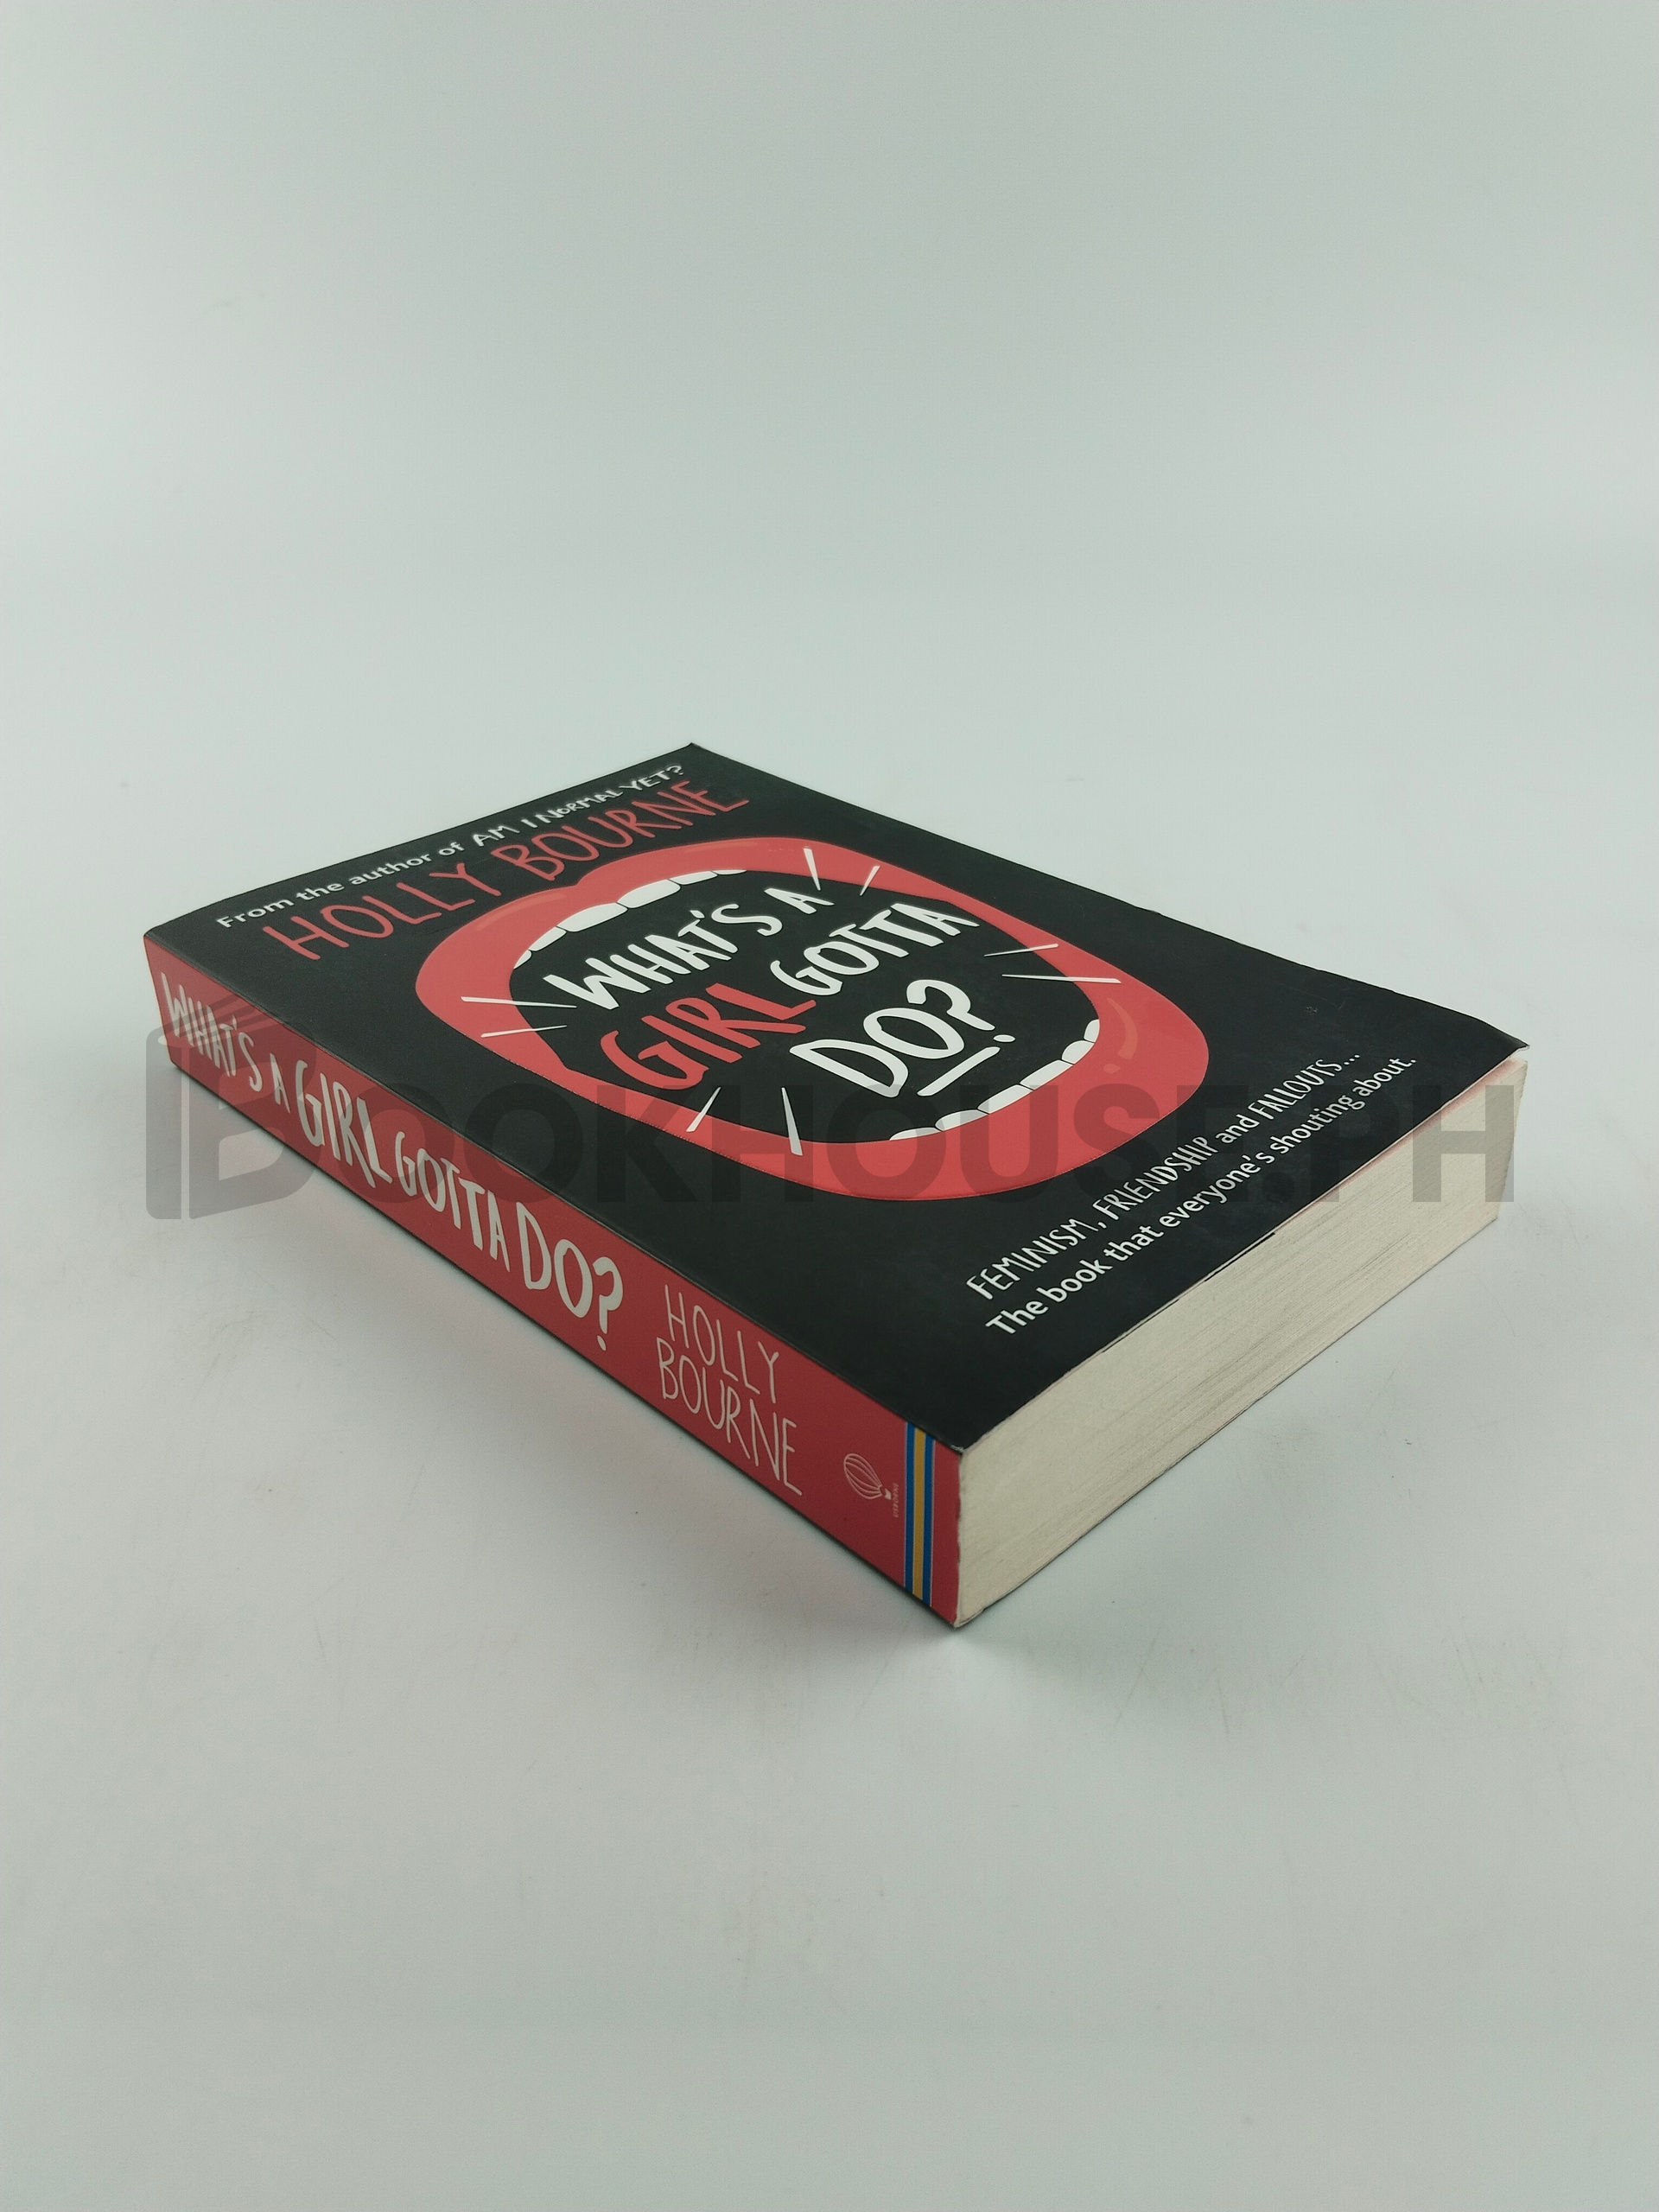 From the author of AM I NORMAL YET?
HOLLY BOURNE
WHAT'S A
GIRL GOTTA
DO?
FEMINISM, FRIENDSHIP and FALLOUTS...
The book that everyone's shouting about.
WHAT'S A GIRL GOTTA DO?
HOLLY
BOURNE
USBORNE
BOOKHOUSE.PH